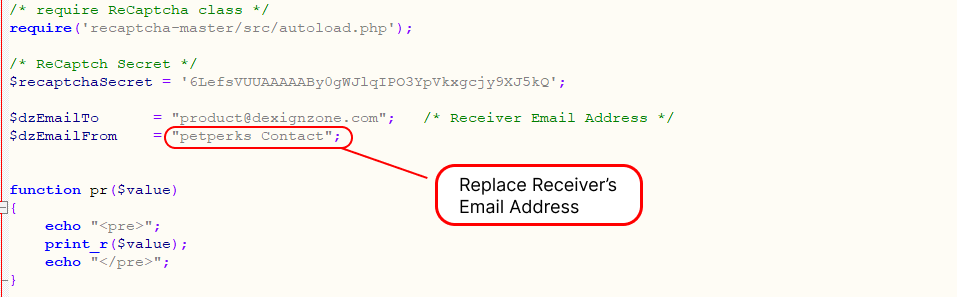 /* require ReCaptcha class */
require('recaptcha-master/src/autoload.php');
/* ReCaptch Secret */
$recaptchaSecret = '6LefsVUUAAAAABy0gWJlqIPO3YpVkxgcjy9XJ5kQ';
$dzEmailTo      = "product@dexignzone.com";   /* Receiver Email Address */
$dzEmailFrom    = "petperks Contact";
function pr($value)
{
    echo "<pre>";
    print_r($value);
    echo "</pre>";
}
Replace Receiver’s
Email Address